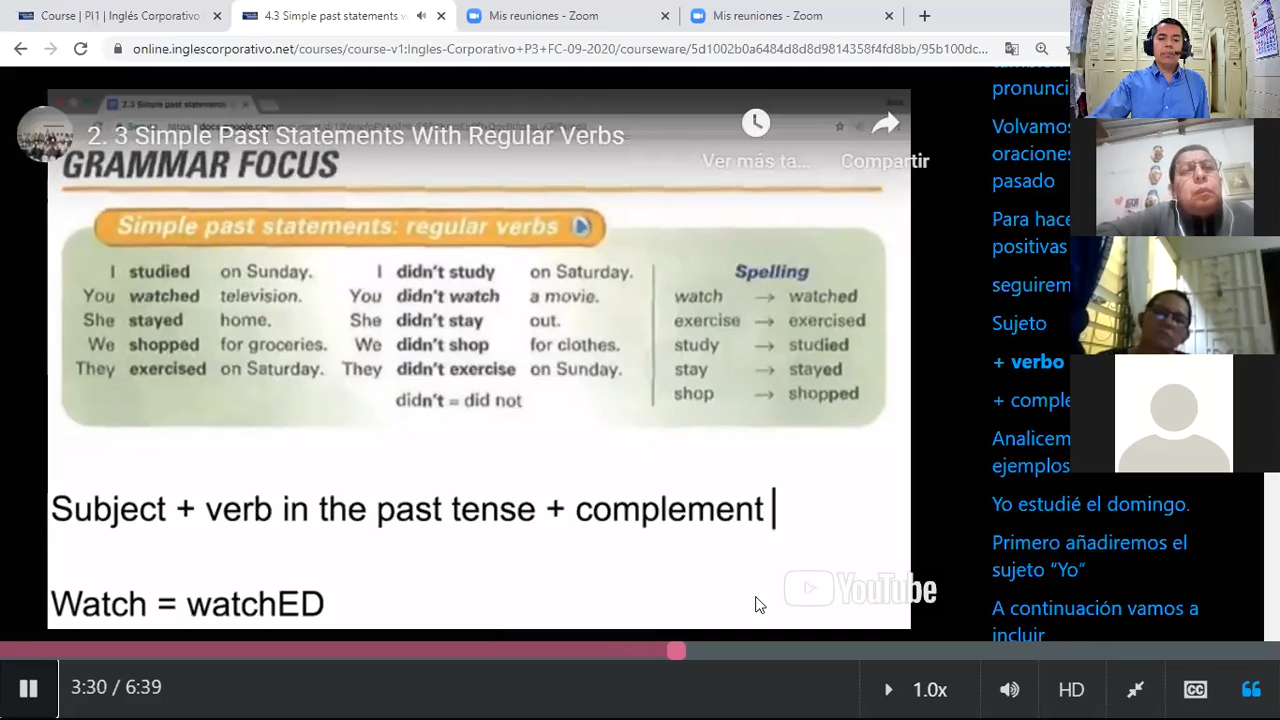 Course | PI1 | Inglés Corporativo
4.3 Simple past statements w
Mis reuniones - Zoom
Mis reuniones - Zoom
online.inglescorporativo.net/courses/course-v1:Ingles-Corporativo+P3+FC-09-2020/courseware/
2. 3 Simple Past Statements With Regular Verbs
Ver más ta...
Compartir
GRAMMAR FOCUS
Simple past statements: regular verbs
I studied on Sunday. I didn't study on Saturday. Spelling
You watched television. You didn't watch a movie. watch → watched
She stayed home. She didn't stay out. exercise → exercised
We shopped for groceries. We didn't shop for clothes. study → studied
They exercised on Saturday. They didn't exercise on Sunday. stay → stayed
didn't = did not shop → shopped
Subject + verb in the past tense + complement
Watch = watchED
YouTube
pronunci
Volvamos
oraciones
pasado
Para hace
positivas
seguirem
Sujeto
+ verbo
+ comple
Analicem
ejemplos
Yo estudié el domingo.
Primero añadiremos el
sujeto “Yo“
A continuación vamos a
incluir
3:30 / 6:39
1.0x
HD
CC